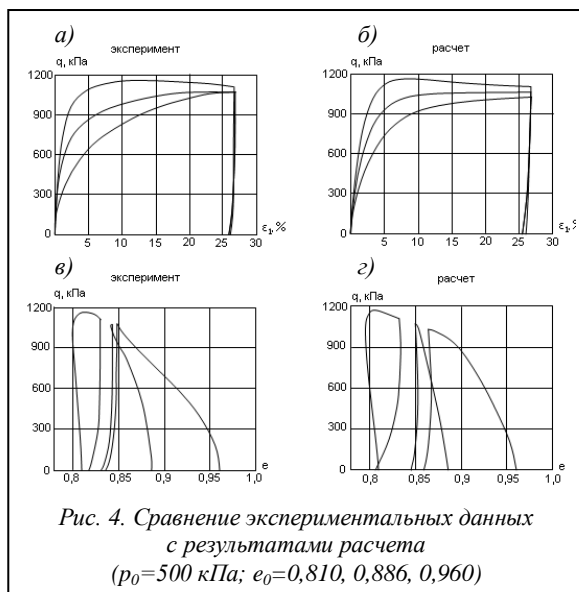 а) б)
эксперимент расчет
q, кПа q, кПа
1200 1200
900 900
600 600
300 300
0 5 10 15 20 25 30 ε₁,% 0 5 10 15 20 25 30 ε₁,%
в) г)
эксперимент расчет
q, кПа q, кПа
1200 1200
900 900
600 600
300 300
0 e 0 e
0,8 0,85 0,9 0,95 1,0 0,8 0,85 0,9 0,95 1,0
Рис. 4. Сравнение экспериментальных данных
с результатами расчета
(p₀=500 кПа; e₀=0,810, 0,886, 0,960)